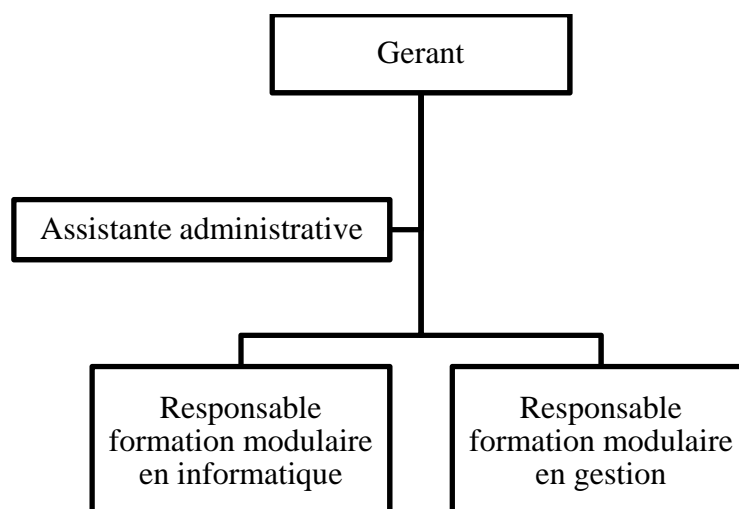 Gerant
Assistante administrative
Responsable
formation modulaire
en informatique
Responsable
formation modulaire
en gestion